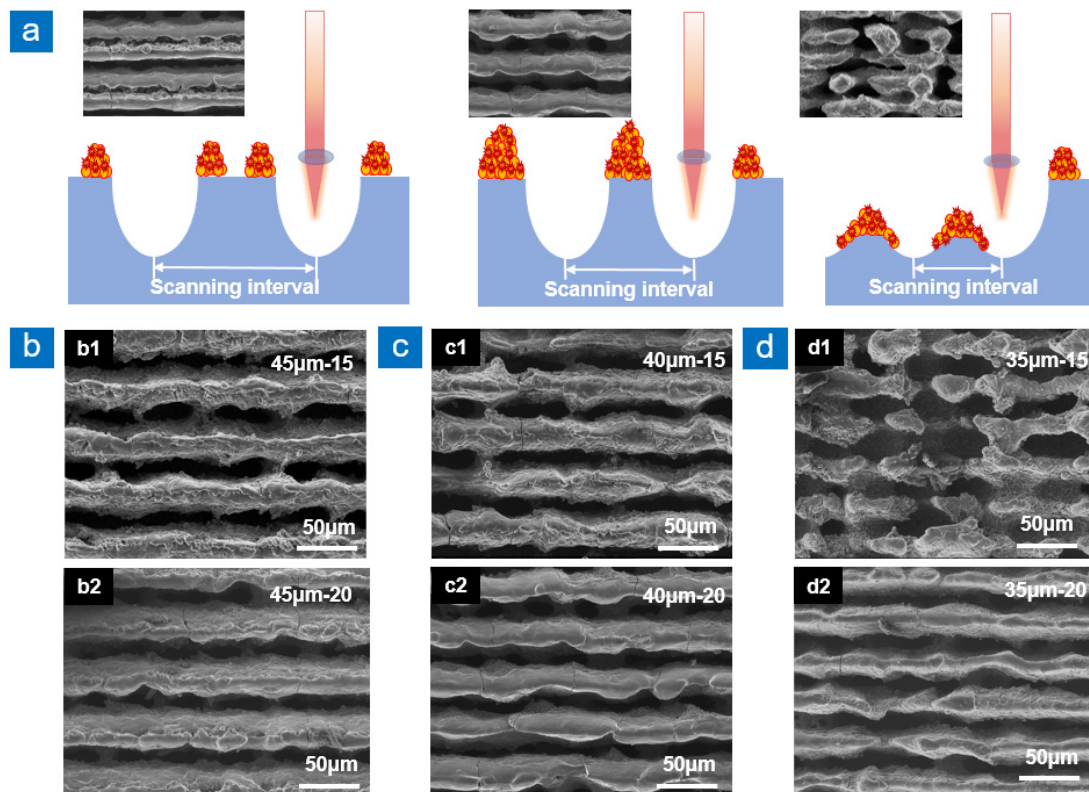 a
Scanning interval
Scanning interval
Scanning interval
b
b1
45μm-15
50μm
c
c1
40μm-15
50μm
d
d1
35μm-15
50μm
b2
45μm-20
50μm
c2
40μm-20
50μm
d2
35μm-20
50μm